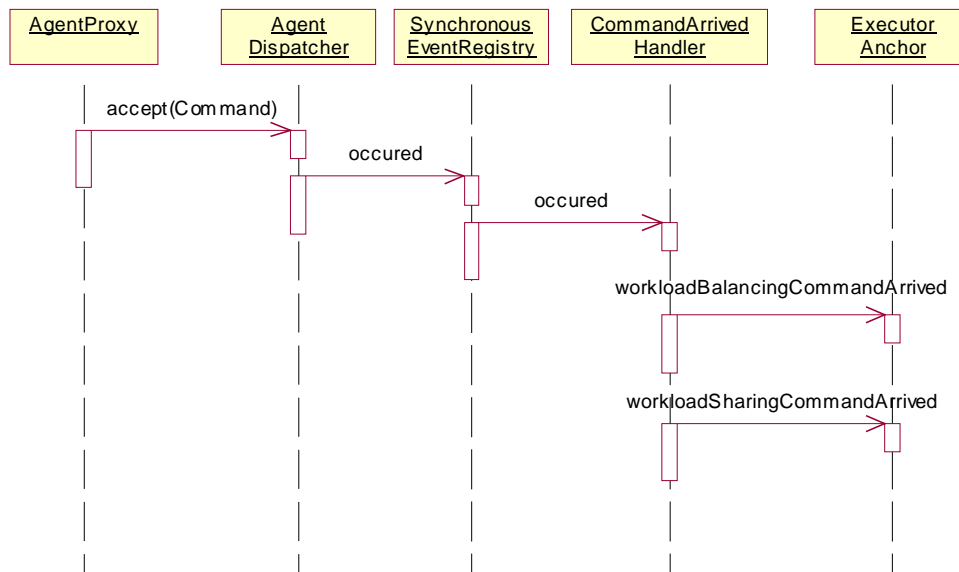 AgentProxy
Agent
Dispatcher
Synchronous
EventRegistry
CommandArrived
Handler
Executor
Anchor
accept(Command)
occured
occured
workloadBalancingCommandArrived
workloadSharingCommandArrived